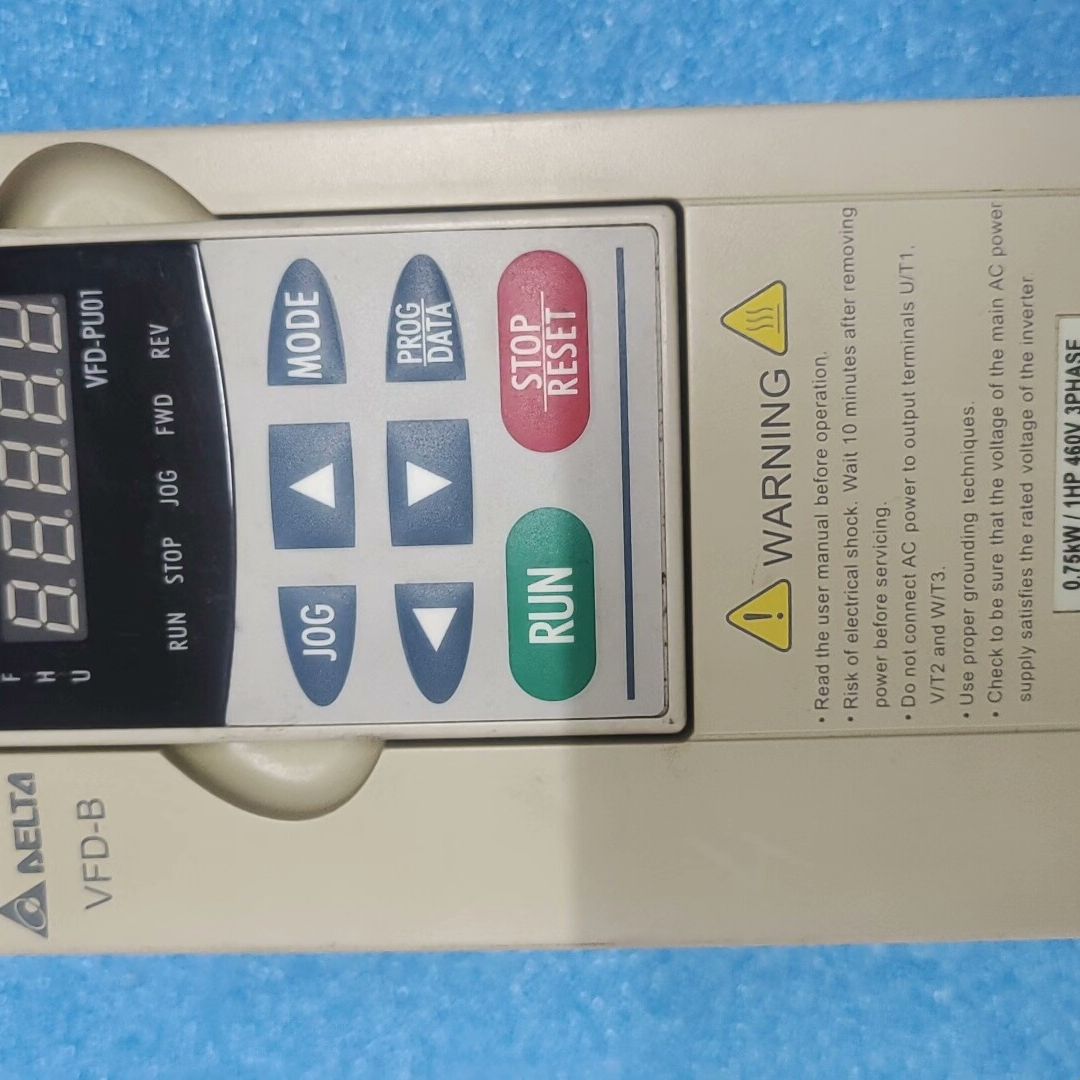 DELTA
VFD-B
F
H
U
VFD-PU01
RUN STOP JOG FWD REV
JOG
MODE
PROG
DATA
RUN
STOP
RESET
WARNING
• Read the user manual before operation.
• Risk of electrical shock. Wait 10 minutes after removing
power before servicing.
• Do not connect AC power to output terminals U/T1,
V/T2 and W/T3.
• Use proper grounding techniques.
• Check to be sure that the voltage of the main AC power
supply satisfies the rated voltage of the inverter.
0.75kW / 1HP 460V 3PHASE